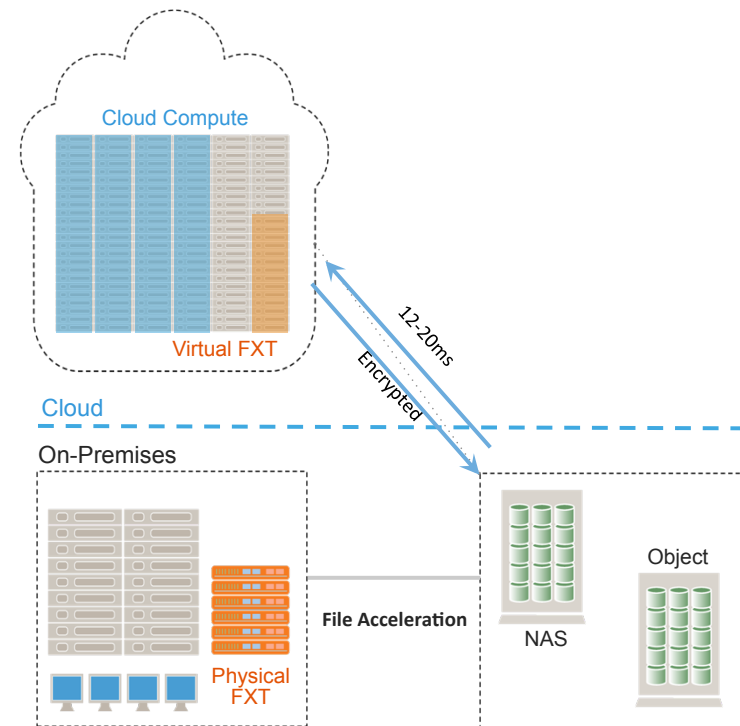 Cloud Compute
Virtual FXT
12-20ms
Encrypted
Cloud
On-Premises
Physical
FXT
File Acceleration
NAS
Object